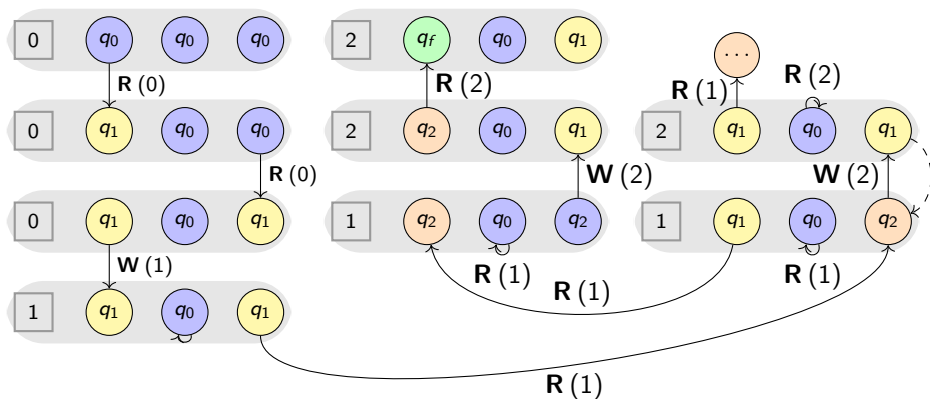 0 q0 q0 q0
R (0)
0 q1 q0 q0
R (0)
0 q1 q0 q1
W (1)
1 q1 q0 q1
R (1)
2 qf q0 q1
R (2)
2 q2 q0 q1
W (2)
1 q2 q0 q2
R (1)
R (1)
...
R (1)
R (2)
2 q1 q0 q1
W (2)
1 q1 q0 q2
R (1)